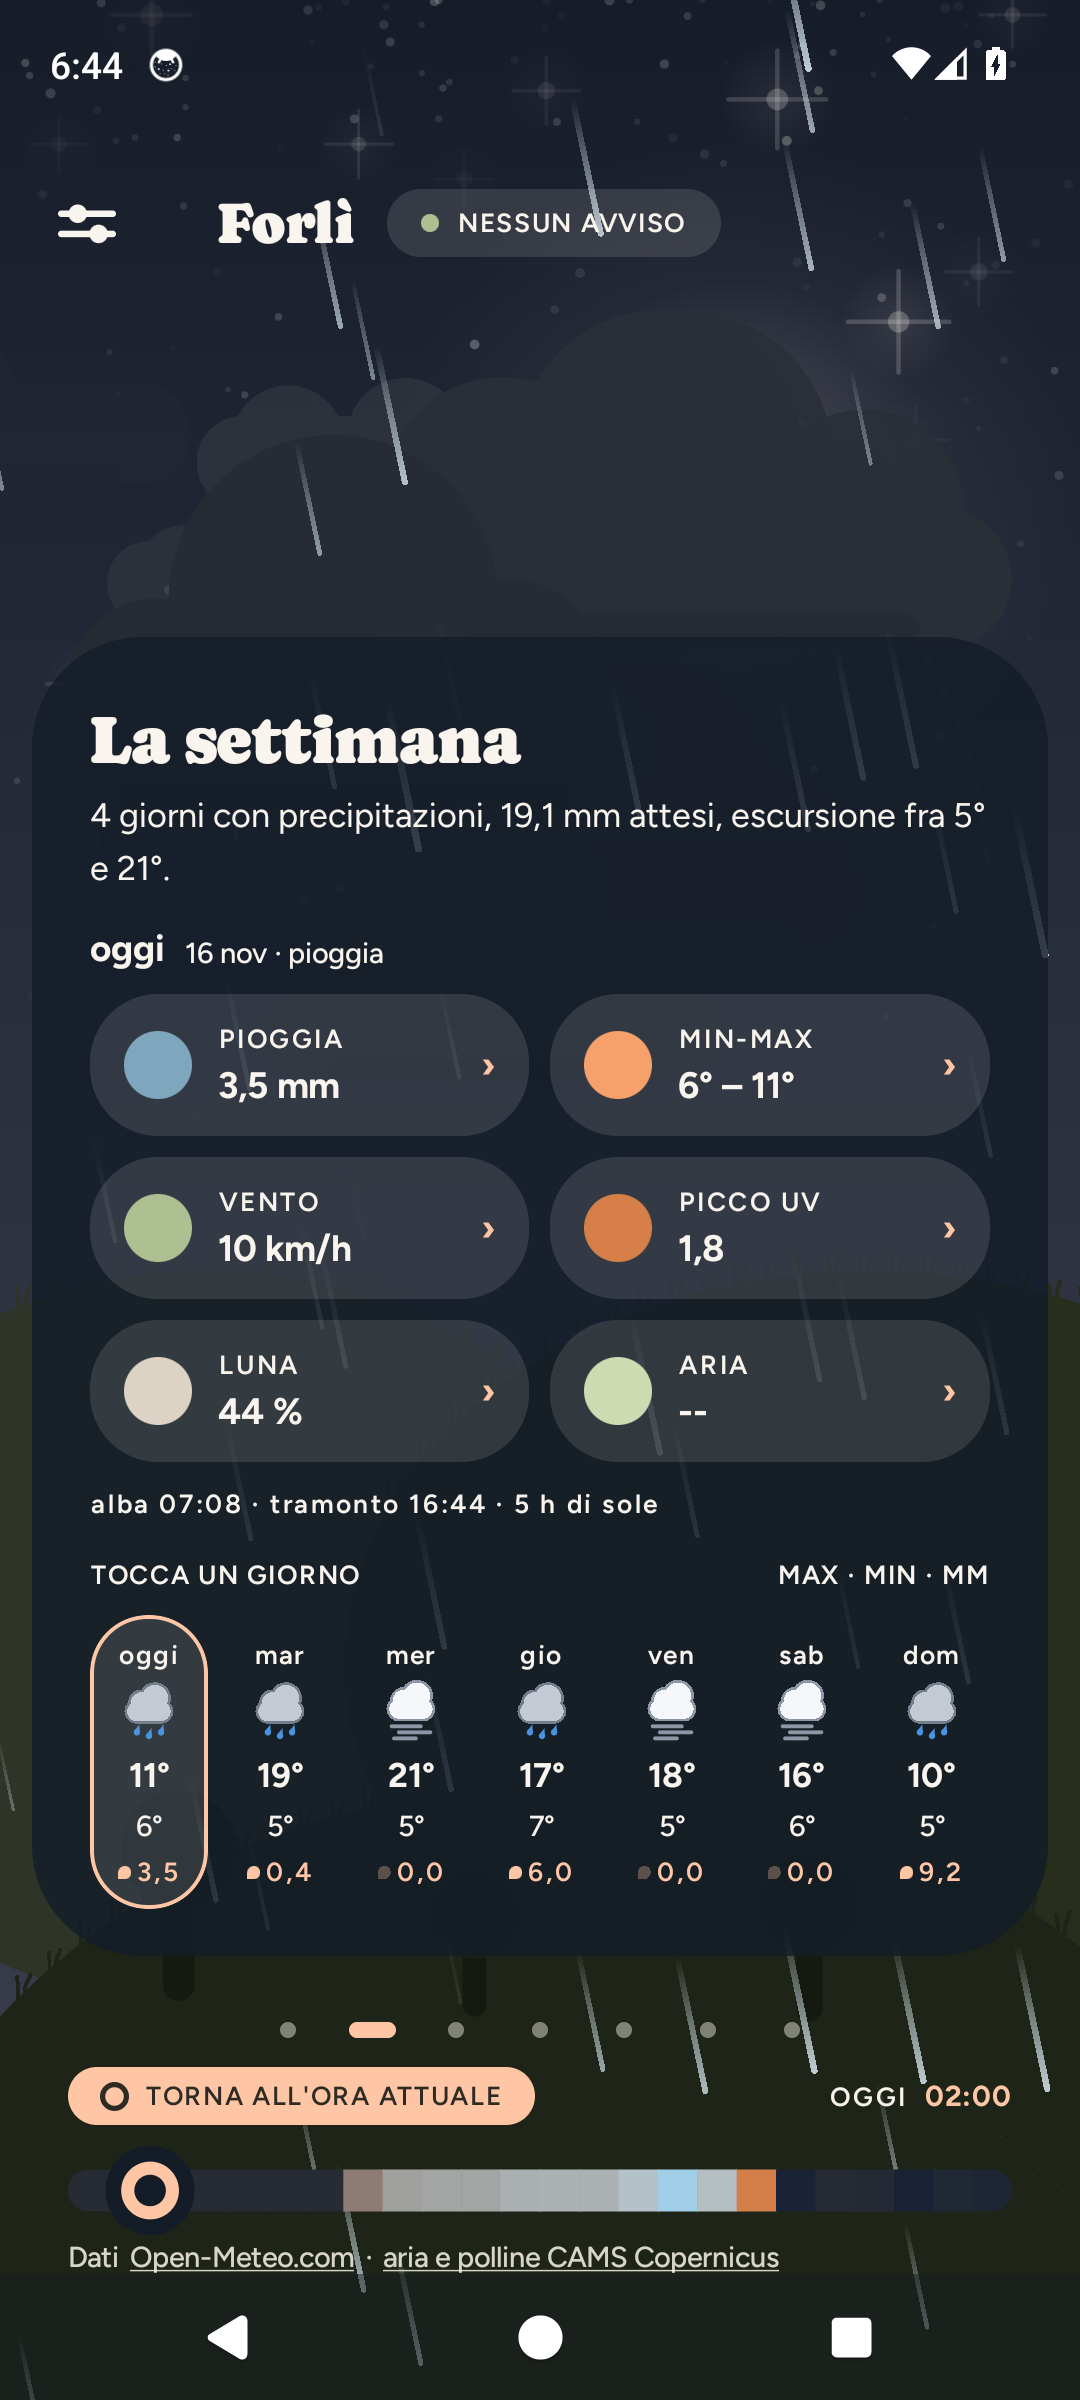 6:44
Forlì
NESSUN AVVISO
La settimana
4 giorni con precipitazioni, 19,1 mm attesi, escursione fra 5°
e 21°.
oggi 16 nov · pioggia
PIOGGIA
3,5 mm
›
MIN-MAX
6° – 11°
›
VENTO
10 km/h
›
PICCO UV
1,8
›
LUNA
44 %
›
ARIA
--
›
alba 07:08 · tramonto 16:44 · 5 h di sole
TOCCA UN GIORNO MAX · MIN · MM
oggi mar mer gio ven sab dom
11° 19° 21° 17° 18° 16° 10°
6° 5° 5° 7° 5° 6° 5°
3,5 0,4 0,0 6,0 0,0 0,0 9,2
TORNA ALL'ORA ATTUALE OGGI 02:00
Dati Open-Meteo.com · aria e polline CAMS Copernicus